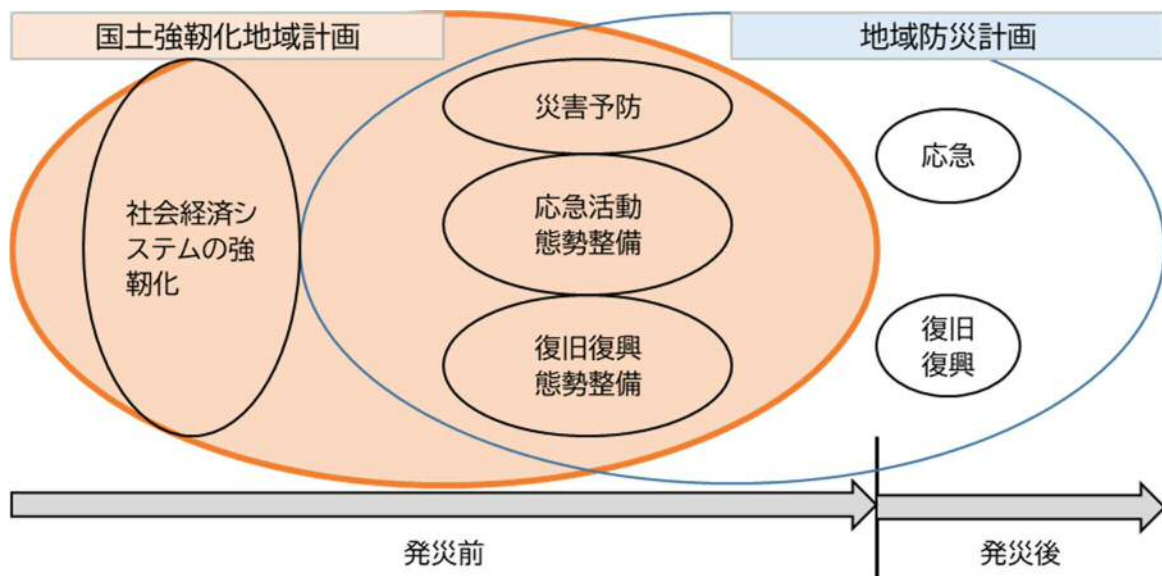 国土強靭化地域計画
地域防災計画
社会経済シ
ステムの強
靭化
災害予防
応急活動
態勢整備
復旧復興
態勢整備
応急
復旧
復興
発災前
発災後